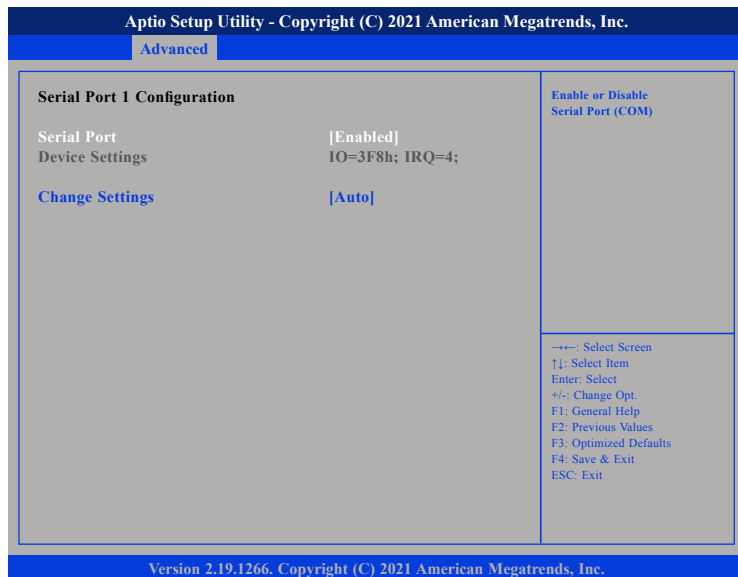 Aptio Setup Utility - Copyright (C) 2021 American Megatrends, Inc.
Advanced
Serial Port 1 Configuration
Serial Port [Enabled]
Device Settings IO=3F8h; IRQ=4;
Change Settings [Auto]
Enable or Disable
Serial Port (COM)
→←: Select Screen
↑↓: Select Item
Enter: Select
+/-: Change Opt.
F1: General Help
F2: Previous Values
F3: Optimized Defaults
F4: Save & Exit
ESC: Exit
Version 2.19.1266. Copyright (C) 2021 American Megatrends, Inc.